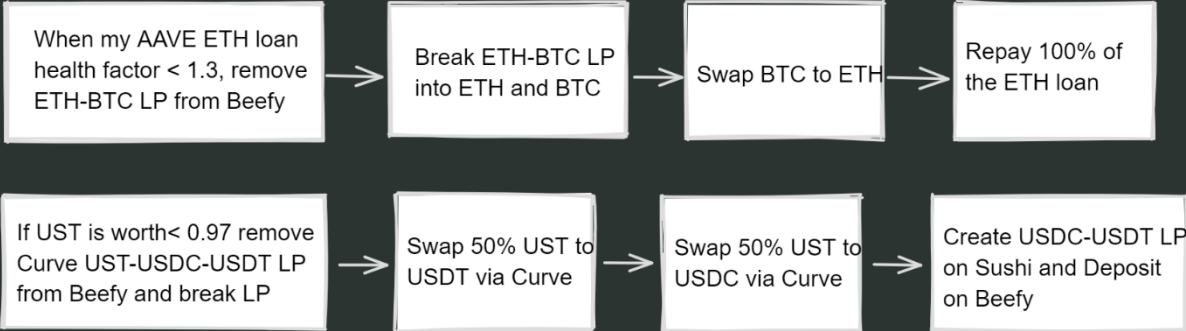 When my AAVE ETH loan
health factor < 1.3, remove
ETH-BTC LP from Beefy
Break ETH-BTC LP
into ETH and BTC
Swap BTC to ETH
Repay 100% of
the ETH loan
If UST is worth< 0.97 remove
Curve UST-USDC-USDT LP
from Beefy and break LP
Swap 50% UST to
USDT via Curve
Swap 50% UST to
USDC via Curve
Create USDC-USDT LP
on Sushi and Deposit
on Beefy